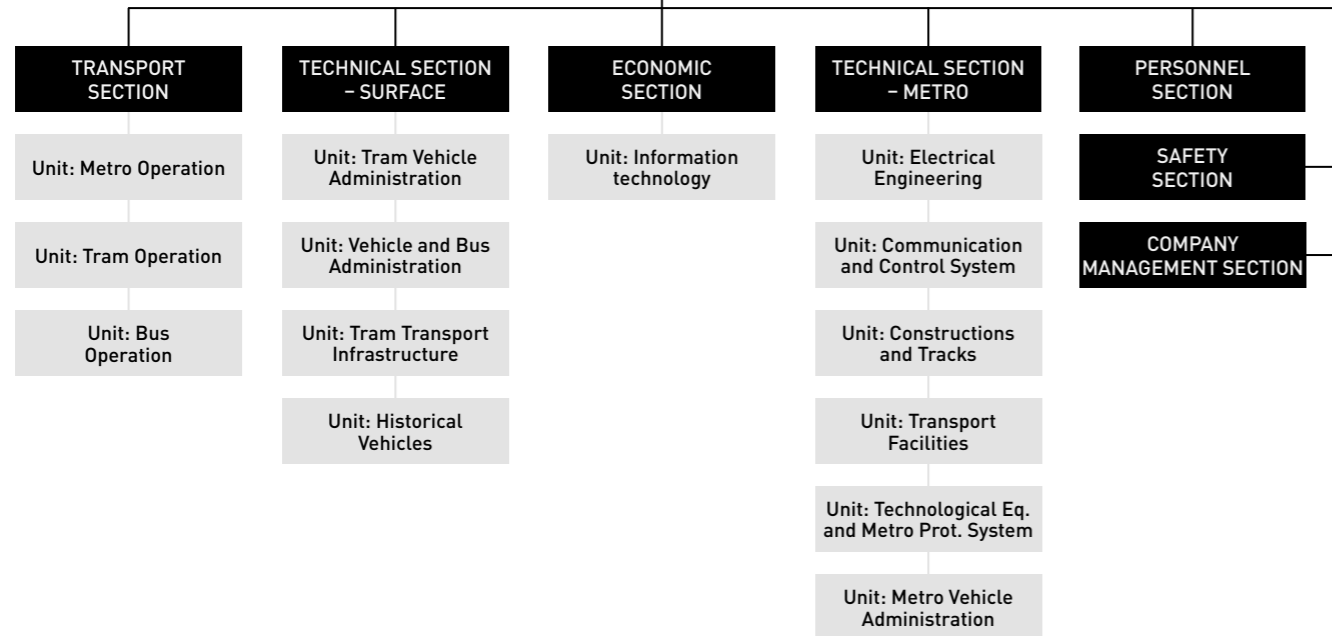 TRANSPORT
SECTION
Unit: Metro Operation
Unit: Tram Operation
Unit: Bus
Operation
TECHNICAL SECTION
– SURFACE
Unit: Tram Vehicle
Administration
Unit: Vehicle and Bus
Administration
Unit: Tram Transport
Infrastructure
Unit: Historical
Vehicles
ECONOMIC
SECTION
Unit: Information
technology
TECHNICAL SECTION
– METRO
Unit: Electrical
Engineering
Unit: Communication
and Control System
Unit: Constructions
and Tracks
Unit: Transport
Facilities
Unit: Technological Eq.
and Metro Prot. System
Unit: Metro Vehicle
Administration
PERSONNEL
SECTION
SAFETY
SECTION
COMPANY
MANAGEMENT SECTION